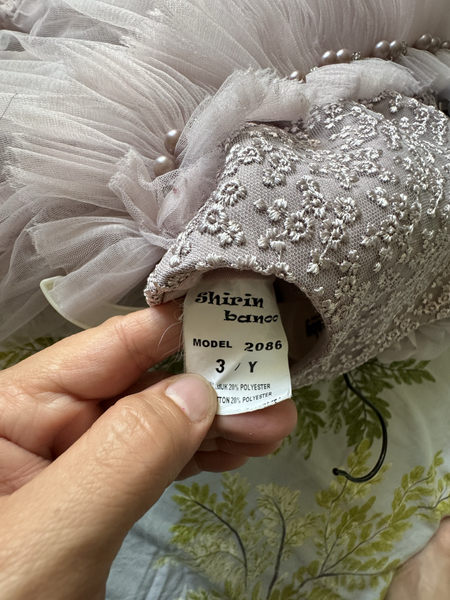 Shirin
banoo
MODEL 2086
3 / Y
20% POLYESTER
20% POLYESTER